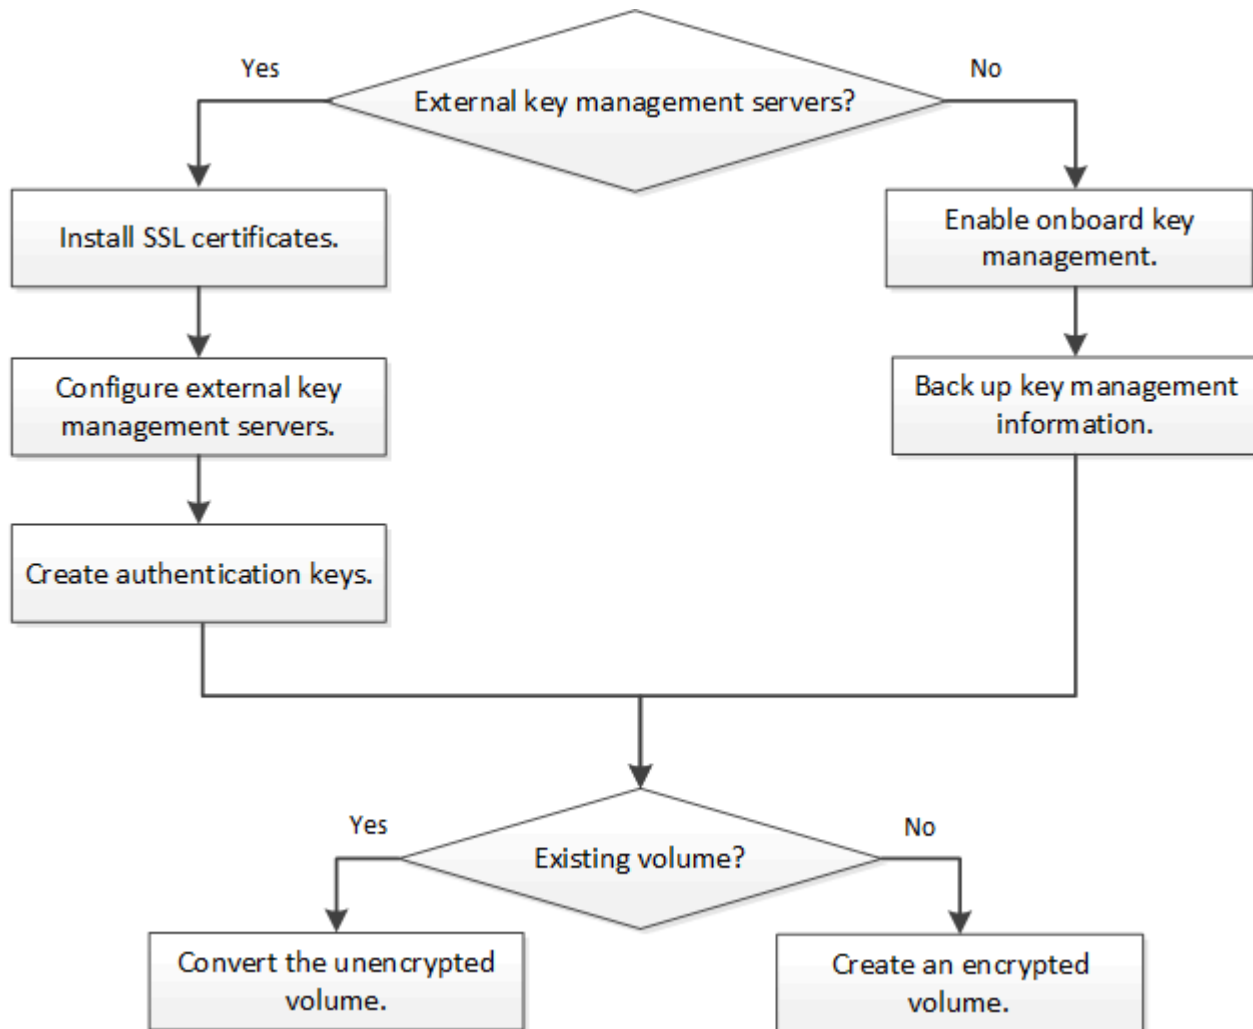 External key management servers?
Yes
No
Install SSL certificates.
Enable onboard key
management.
Configure external key
management servers.
Back up key management
information.
Create authentication keys.
Existing volume?
Yes
No
Convert the unencrypted
volume.
Create an encrypted
volume.